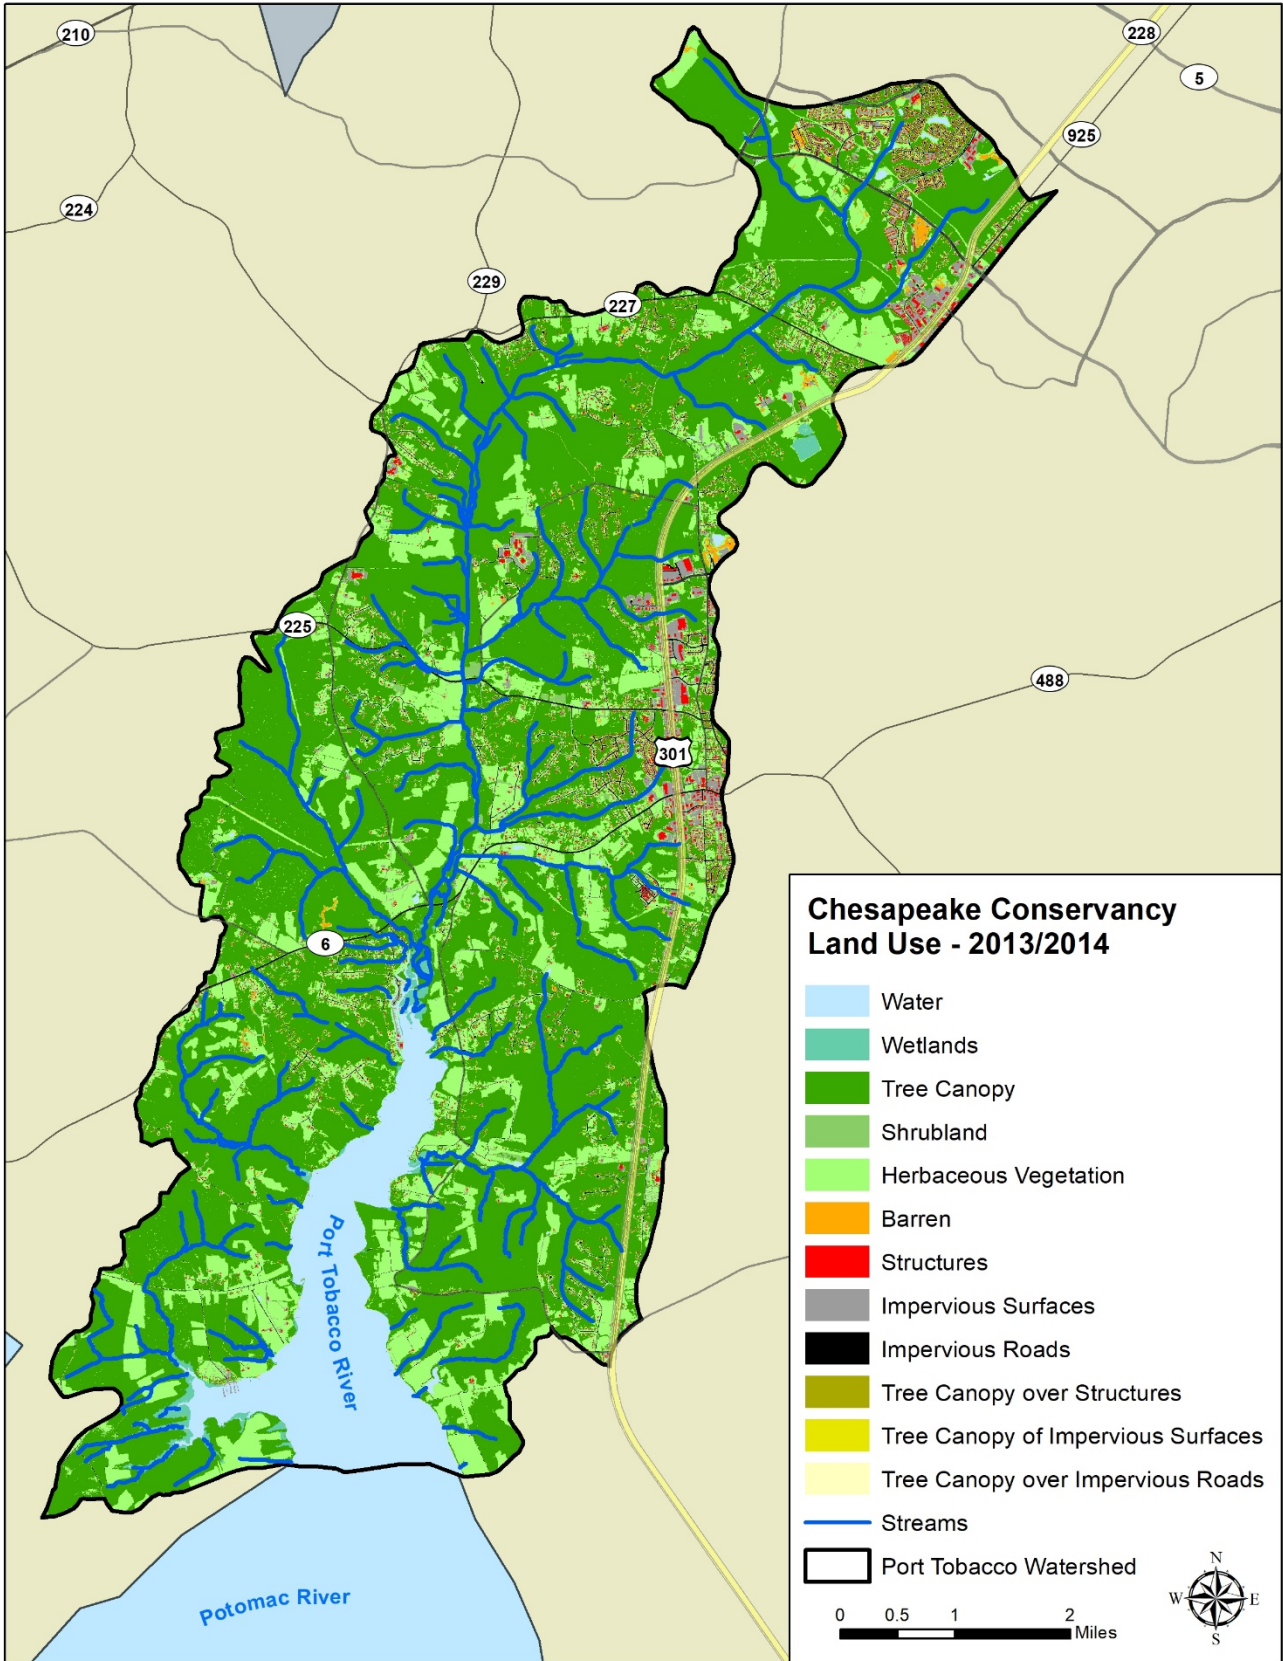 210
228
5
925
224
229
227
225
488
301
6
Port Tobacco River
Potomac River
Chesapeake Conservancy
Land Use - 2013/2014
Water
Wetlands
Tree Canopy
Shrubland
Herbaceous Vegetation
Barren
Structures
Impervious Surfaces
Impervious Roads
Tree Canopy over Structures
Tree Canopy of Impervious Surfaces
Tree Canopy over Impervious Roads
Streams
Port Tobacco Watershed
N
W E
S
0 0.5 1 2
Miles